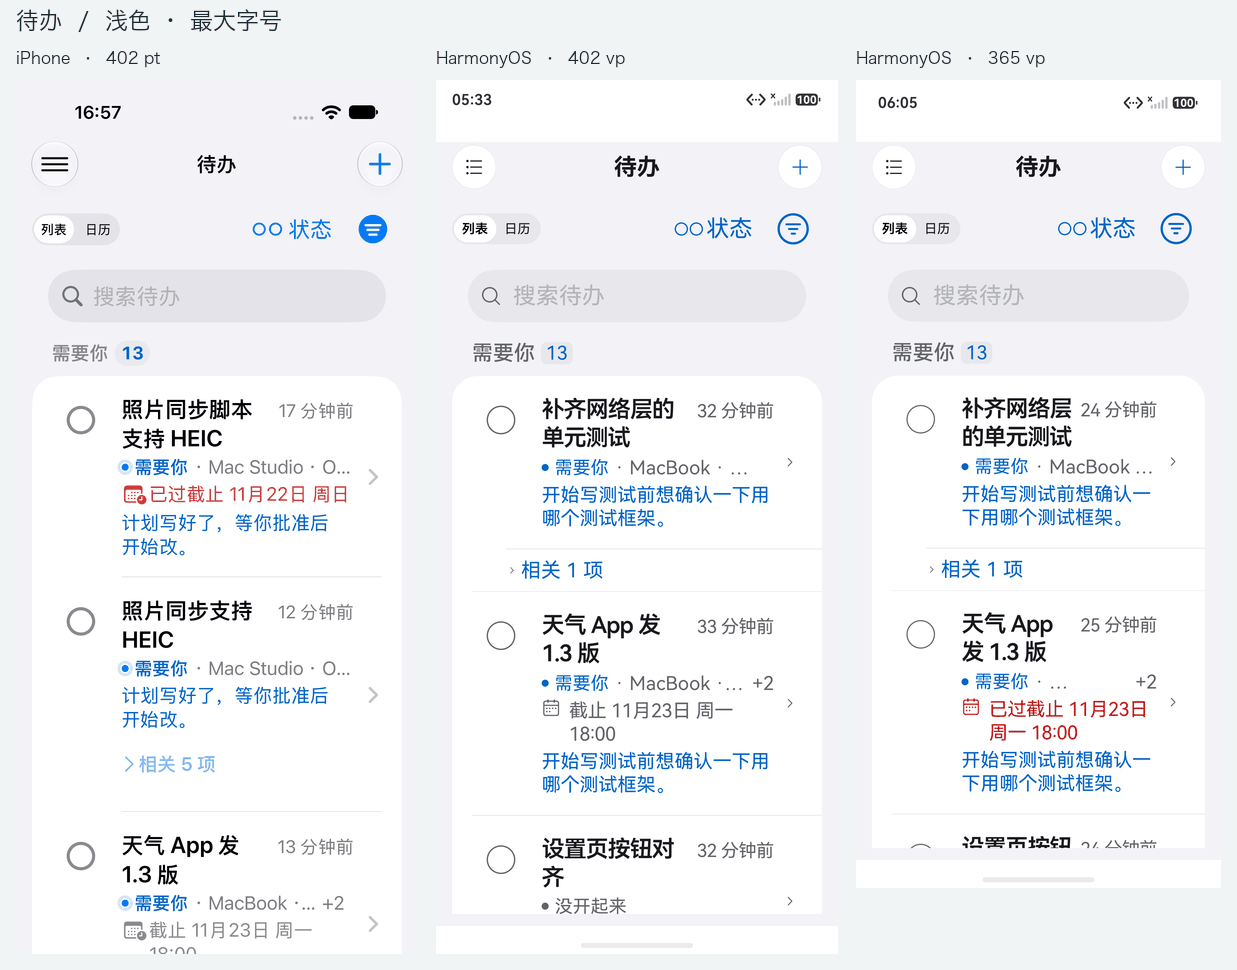 待办 / 浅色 · 最大字号
iPhone · 402 pt
16:57
待办
列表 日历
状态
搜索待办
需要你 13
照片同步脚本支持 HEIC
17 分钟前
需要你 · Mac Studio · O...
已过截止 11月22日 周日
计划写好了，等你批准后
开始改。
照片同步支持
HEIC
12 分钟前
需要你 · Mac Studio · O...
计划写好了，等你批准后
开始改。
相关 5 项
天气 App 发
1.3 版
13 分钟前
需要你 · MacBook ·... +2
截止 11月23日 周一
18:00
HarmonyOS · 402 vp
05:33
100
待办
列表 日历
状态
搜索待办
需要你 13
补齐网络层的
单元测试
32 分钟前
需要你 · MacBook · ...
开始写测试前想确认一下用
哪个测试框架。
相关 1 项
天气 App 发
1.3 版
33 分钟前
需要你 · MacBook ·... +2
截止 11月23日 周一
18:00
开始写测试前想确认一下用
哪个测试框架。
设置页按钮对
齐
32 分钟前
没开起来
HarmonyOS · 365 vp
06:05
100
待办
列表 日历
状态
搜索待办
需要你 13
补齐网络层
的单元测试
24 分钟前
需要你 · MacBook ...
开始写测试前想确认一
下用哪个测试框架。
相关 1 项
天气 App
发 1.3 版
25 分钟前
需要你 · ... +2
已过截止 11月23日
周一 18:00
开始写测试前想确认一
下用哪个测试框架。
设置页按钮
24 分钟前